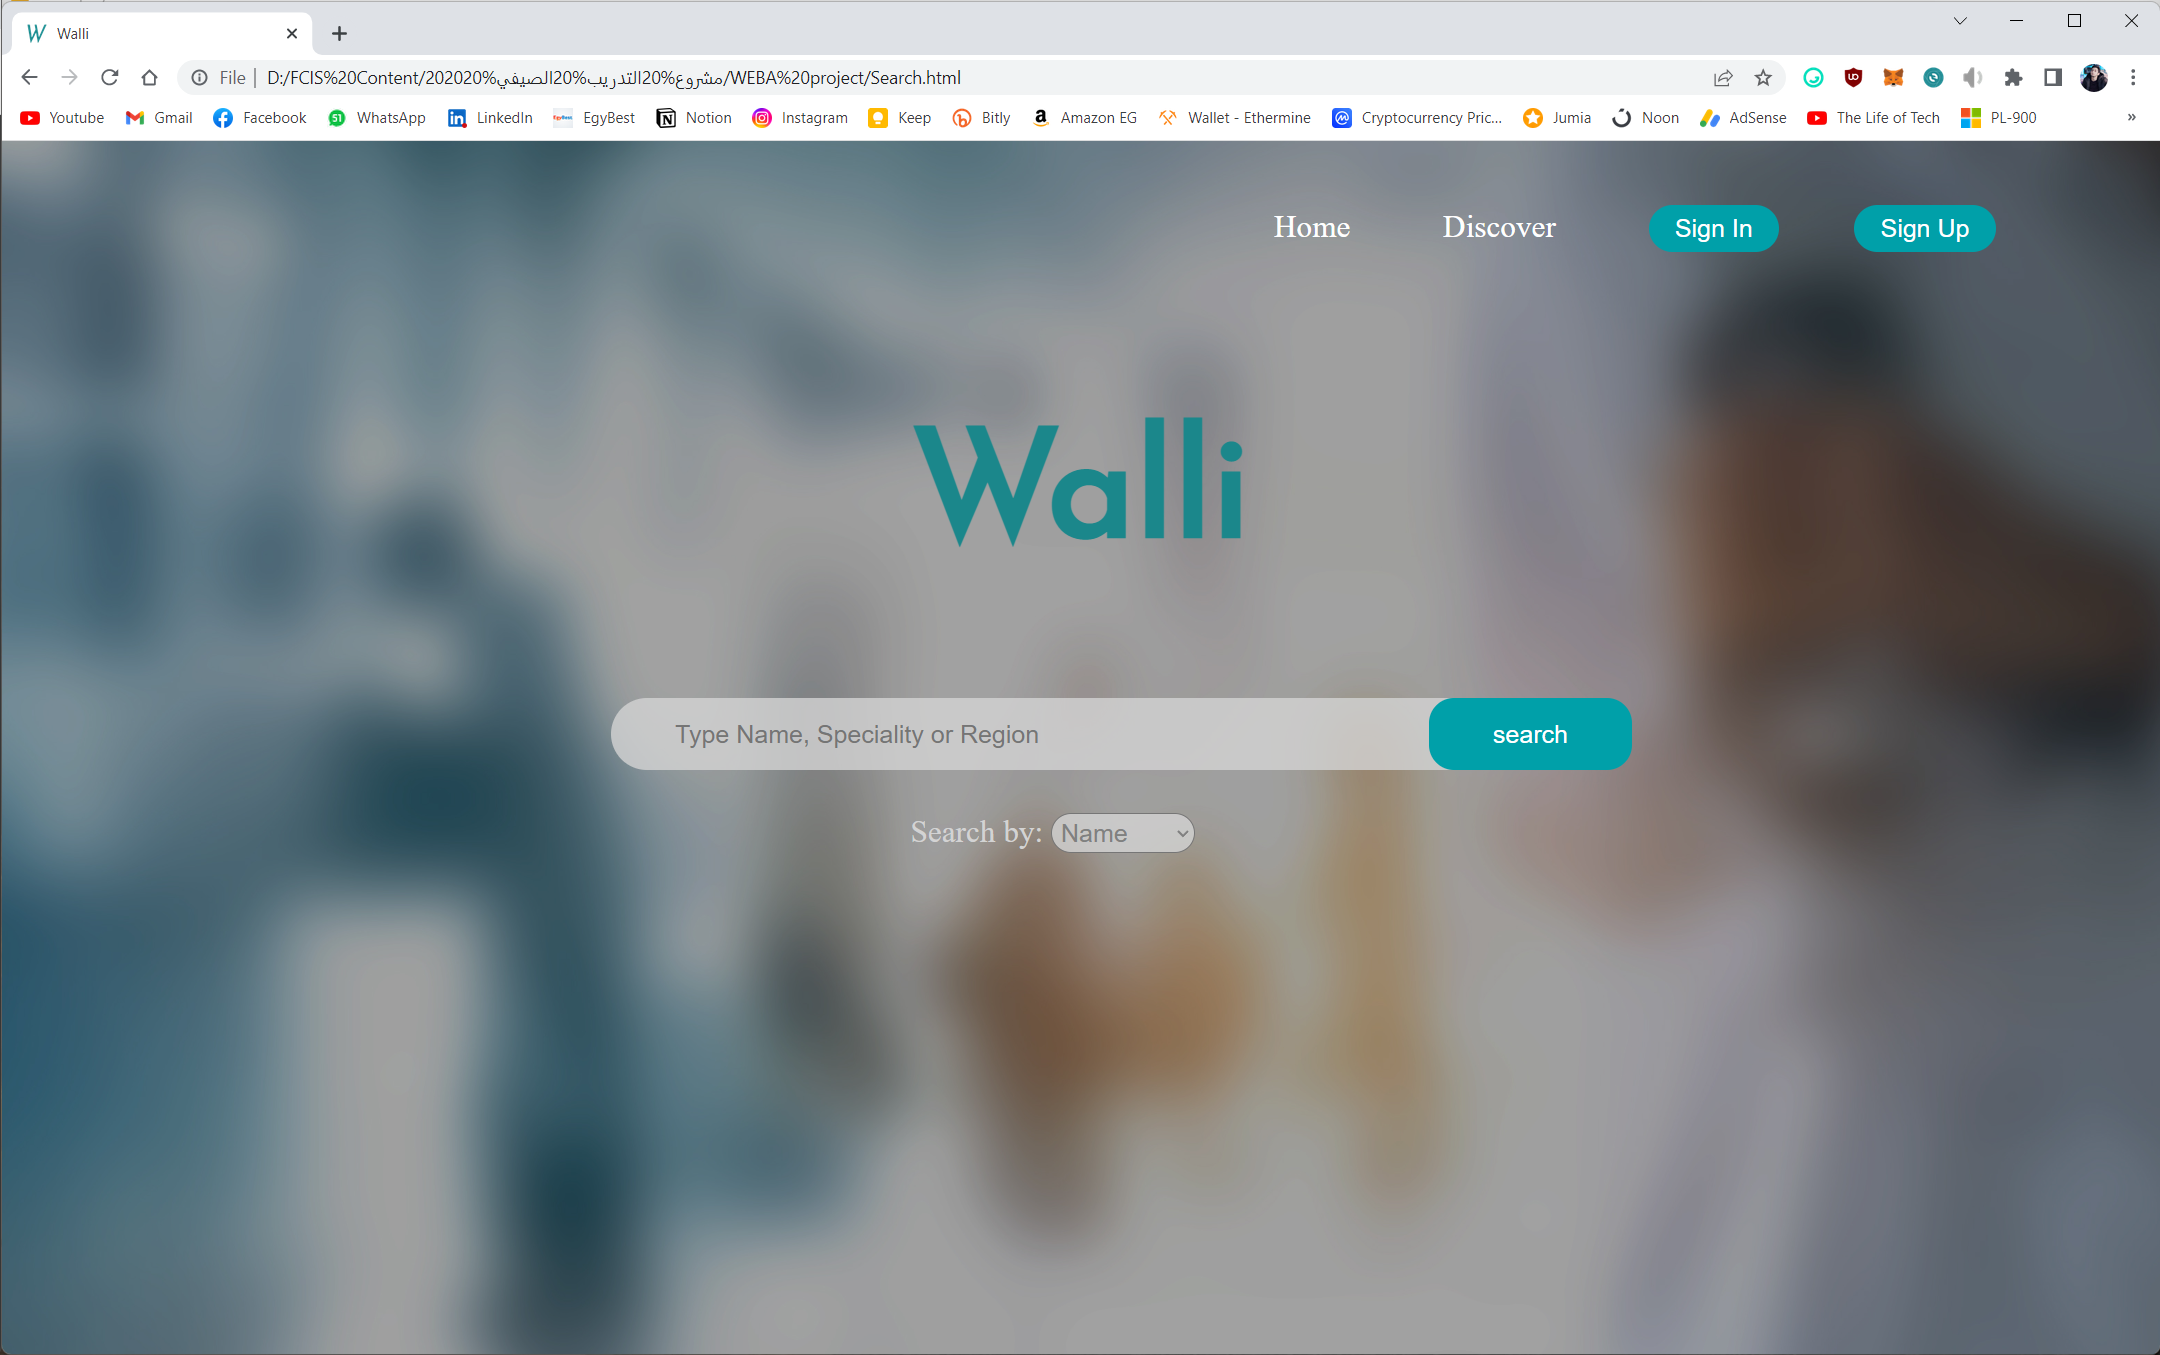 Walli
File | D:/FCIS%20Content/202020%مشروع%20التدريب%20الصيفي/WEBA%20project/Search.html
Youtube Gmail Facebook WhatsApp LinkedIn EgyBest Notion Instagram Keep Bitly Amazon EG Wallet - Ethermine Cryptocurrency Pric... Jumia Noon AdSense The Life of Tech PL-900 »
Home Discover Sign In Sign Up
Walli
Type Name, Speciality or Region search
Search by: Name